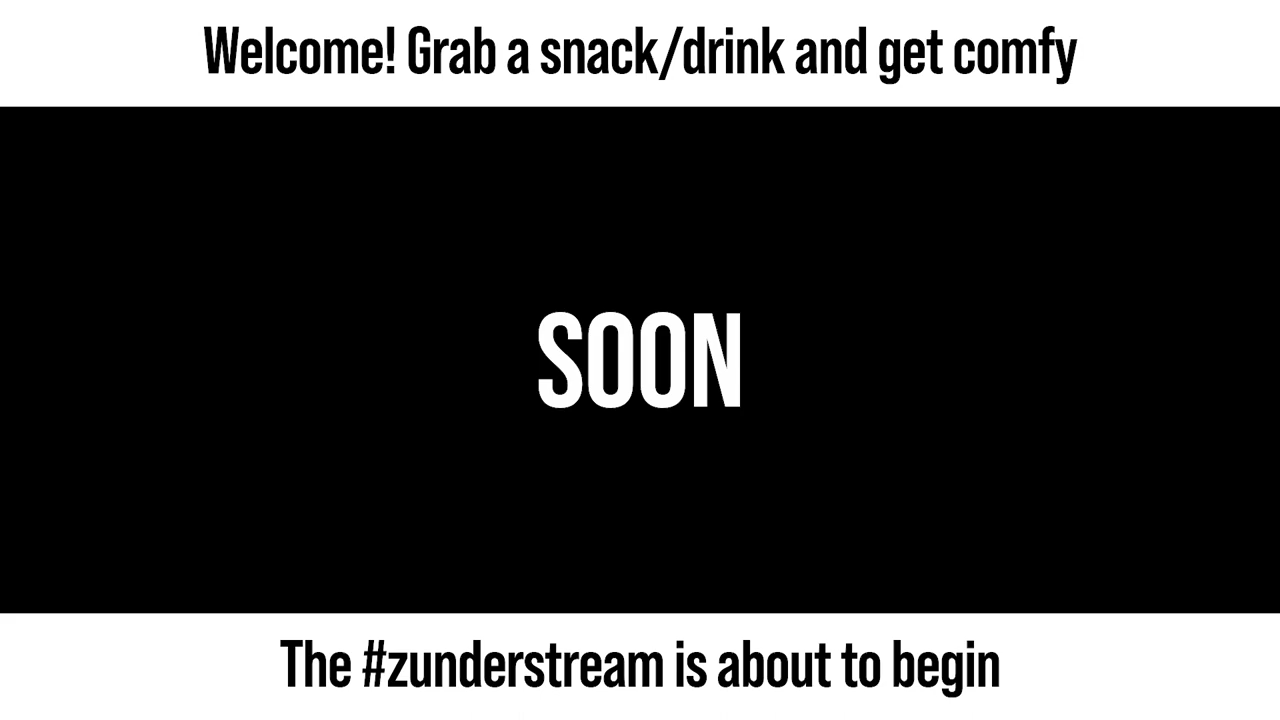 Welcome! Grab a snack/drink and get comfy
SOON
The #zunderstream is about to begin